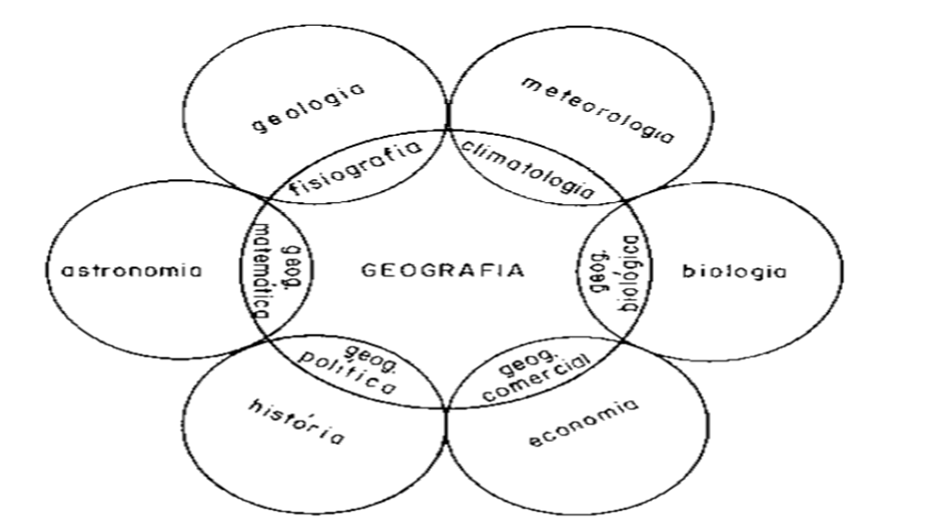 geologia
meteorologia
fisiografia
climatologia
astronomia
geog.
matemática
GEOGRAFIA
geog.
biológica
biologia
geog.
política
geog.
comercial
história
economia